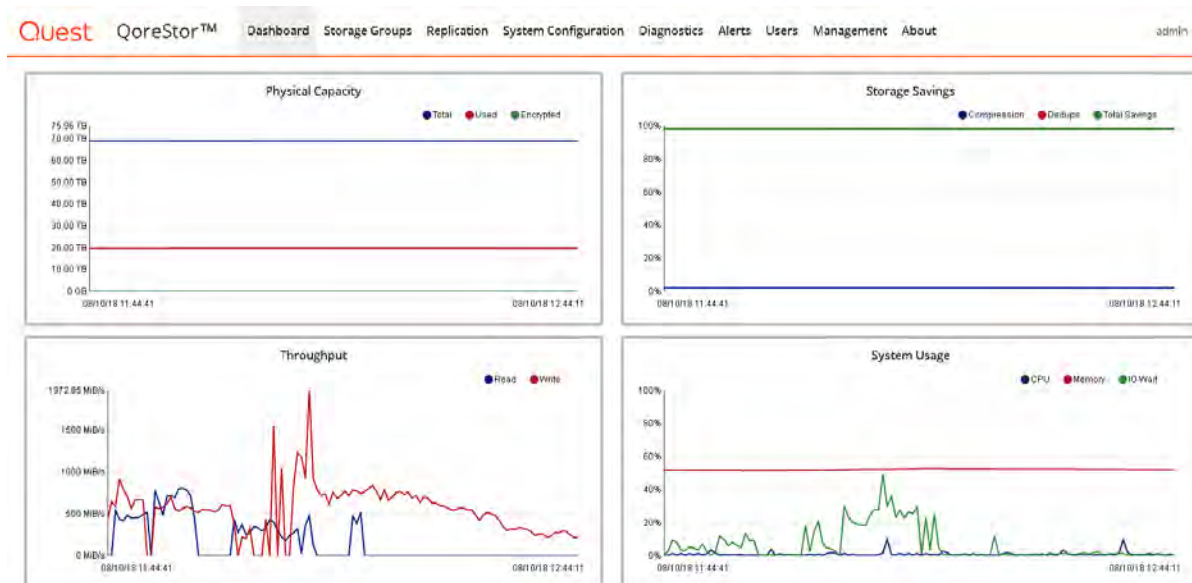 Quest QoreStor™ Dashboard Storage Groups Replication System Configuration Diagnostics Alerts Users Management About admin
Physical Capacity
Total Used Encrypted
75.96 TB
70.00 TB
60.00 TB
50.00 TB
40.00 TB
30.00 TB
20.00 TB
10.00 TB
0.00B
08/10/18 11:44:41 08/10/18 12:44:11
Storage Savings
Compression Dedupe Total Savings
100%
80%
60%
40%
20%
0%
08/10/18 11:44:41 08/10/18 12:44:11
Throughput
Read Write
1972.85 MiB/s
1500 MiB/s
1000 MiB/s
500 MiB/s
0 MiB/s
08/10/18 11:44:41 08/10/18 12:44:11
System Usage
CPU Memory IO Wait
100%
80%
60%
40%
20%
0%
08/10/18 11:44:41 08/10/18 12:44:11